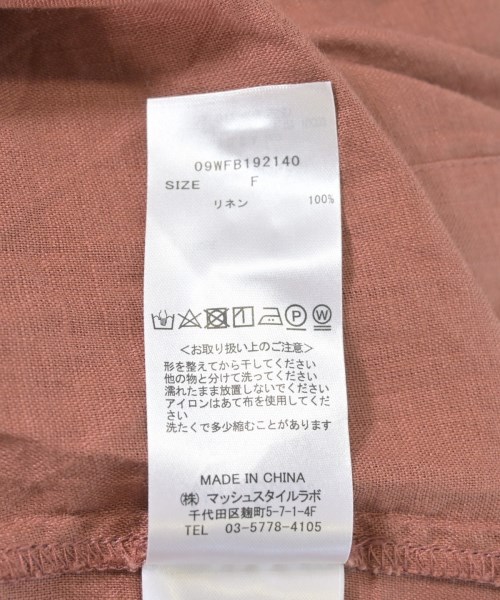 09WFB192140
SIZE F
リネン 100%
P W
<お取り扱い上のご注意>
形を整えてから干してください
他の物と分けて洗ってください
濡れたまま放置しないでください
アイロンはあて布を使用してくだ
さい
洗たくで多少縮むことがあります
MADE IN CHINA
(株) マッシュスタイルラボ
千代田区麹町5-7-1-4F
TEL 03-5778-4105